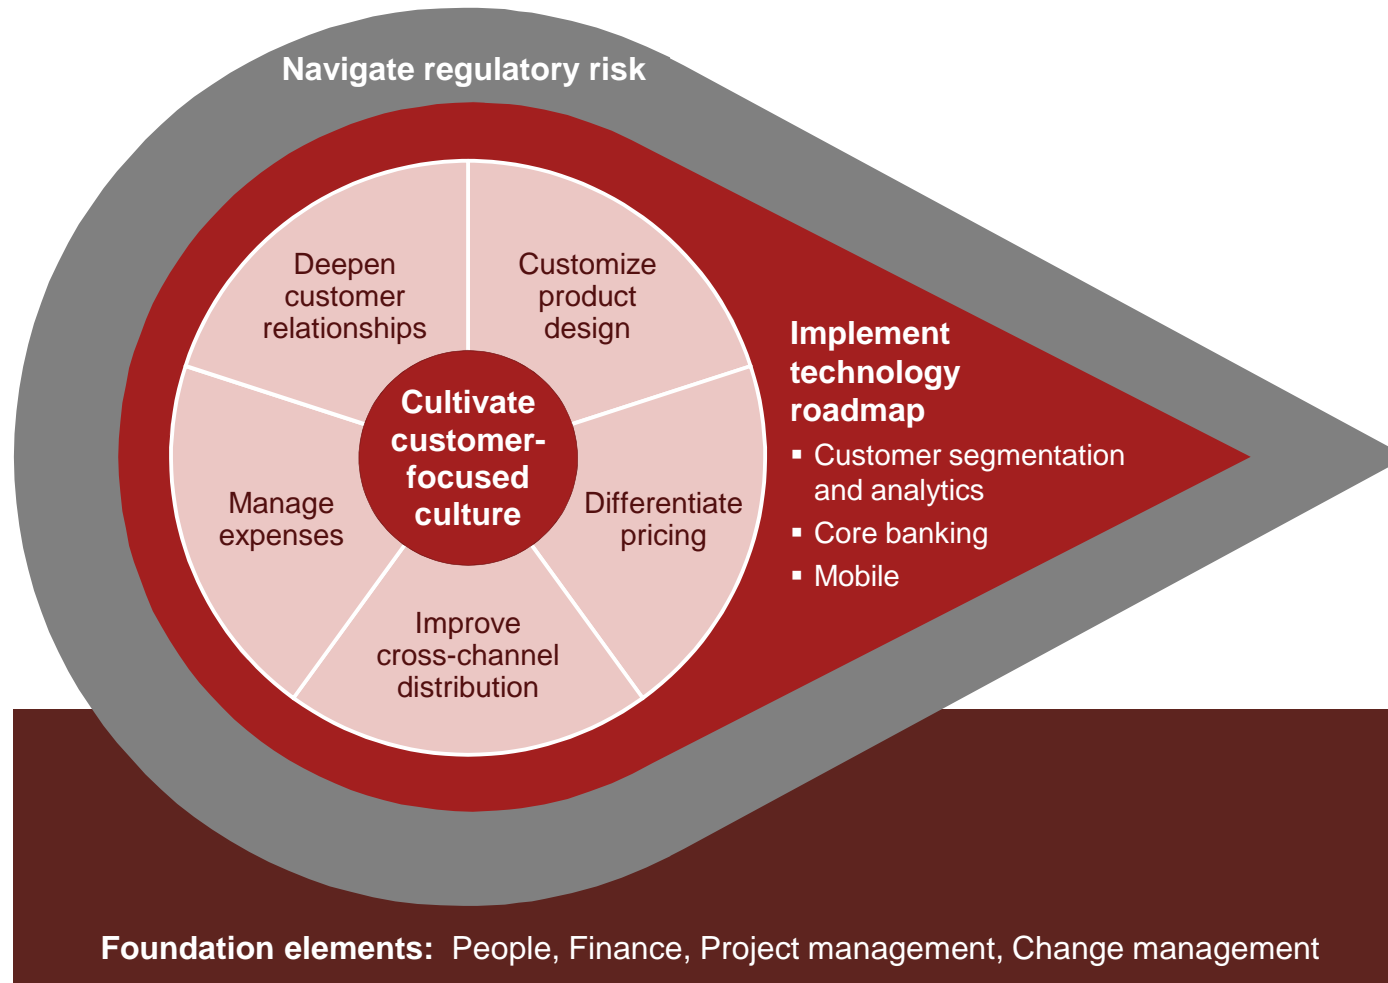 Navigate regulatory risk
Deepen
customer
relationships
Customize
product
design
Cultivate
customer-
focused
culture
Manage
expenses
Differentiate
pricing
Improve
cross-channel
distribution
Implement
technology
roadmap
▪ Customer segmentation
and analytics
▪ Core banking
▪ Mobile
Foundation elements: People, Finance, Project management, Change management